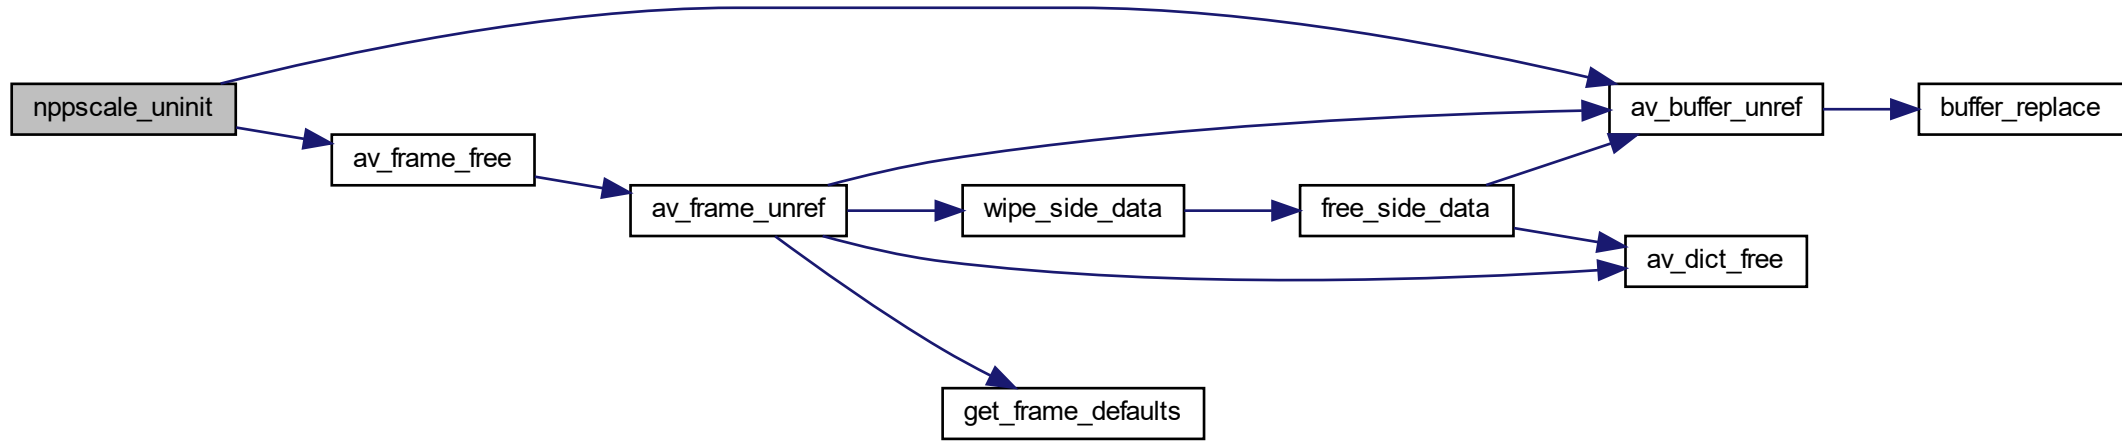 nppscale_uninit
av_frame_free
av_frame_unref
wipe_side_data
free_side_data
av_buffer_unref
buffer_replace
av_dict_free
get_frame_defaults